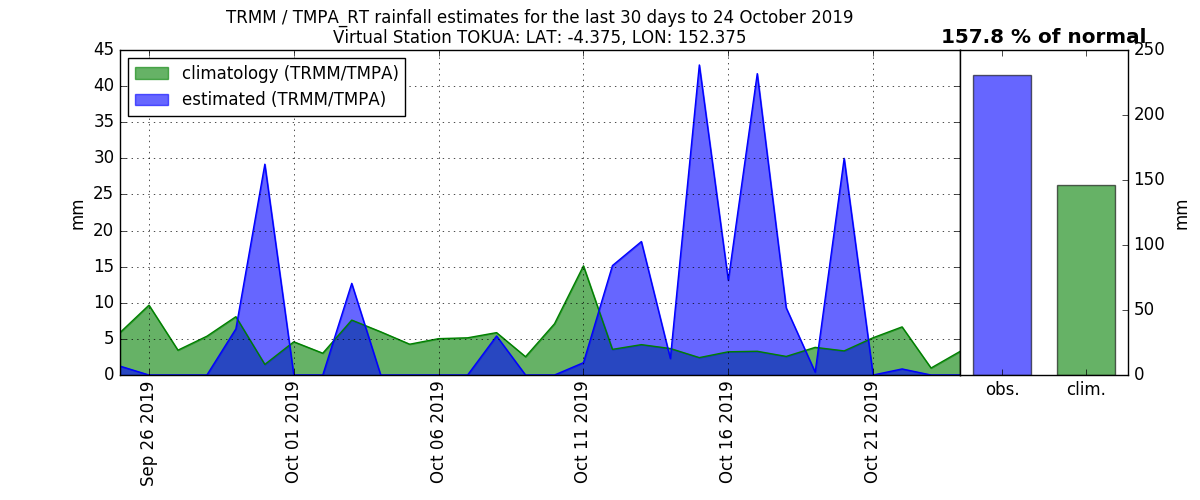 TRMM / TMPA_RT rainfall estimates for the last 30 days to 24 October 2019
Virtual Station TOKUA: LAT: -4.375, LON: 152.375
157.8 % of normal
climatology (TRMM/TMPA)
estimated (TRMM/TMPA)
45
40
35
30
25
20
15
10
5
0
mm
Sep 26 2019
Oct 01 2019
Oct 06 2019
Oct 11 2019
Oct 16 2019
Oct 21 2019
250
200
150
100
50
0
mm
obs.
clim.